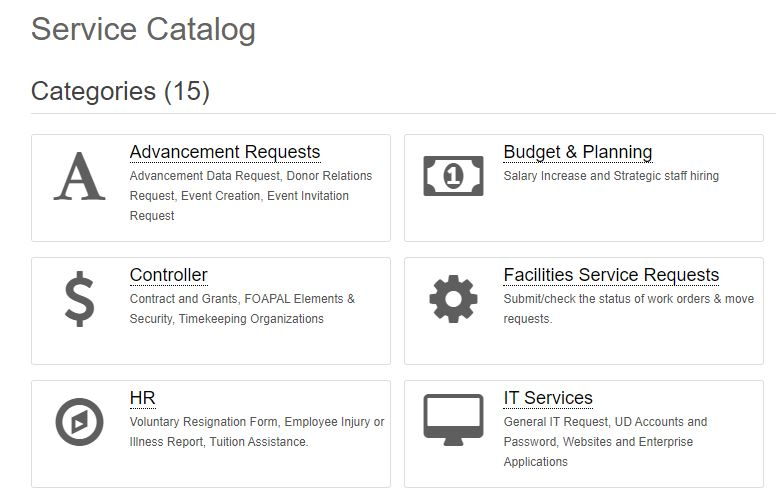 Service Catalog
Categories (15)
Advancement Requests
Advancement Data Request, Donor Relations
Request, Event Creation, Event Invitation
Request
Budget & Planning
Salary Increase and Strategic staff hiring
Controller
Contract and Grants, FOAPAL Elements &
Security, Timekeeping Organizations
Facilities Service Requests
Submit/check the status of work orders & move
requests.
HR
Voluntary Resignation Form, Employee Injury or
Illness Report, Tuition Assistance.
IT Services
General IT Request, UD Accounts and
Password, Websites and Enterprise
Applications